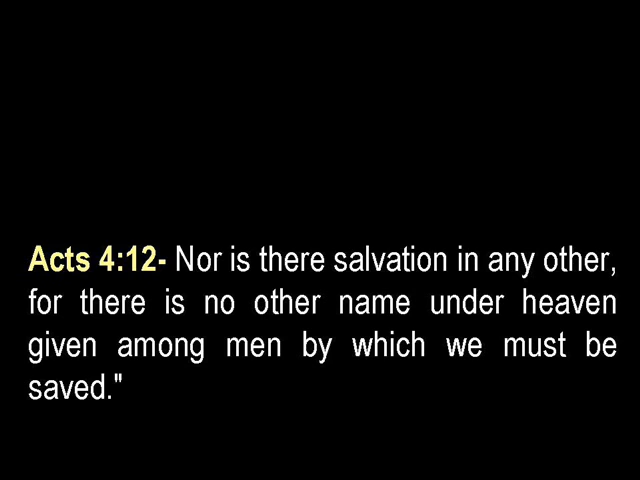 Acts 4:12- Nor is there salvation in any other,
for there is no other name under heaven
given among men by which we must be
saved."